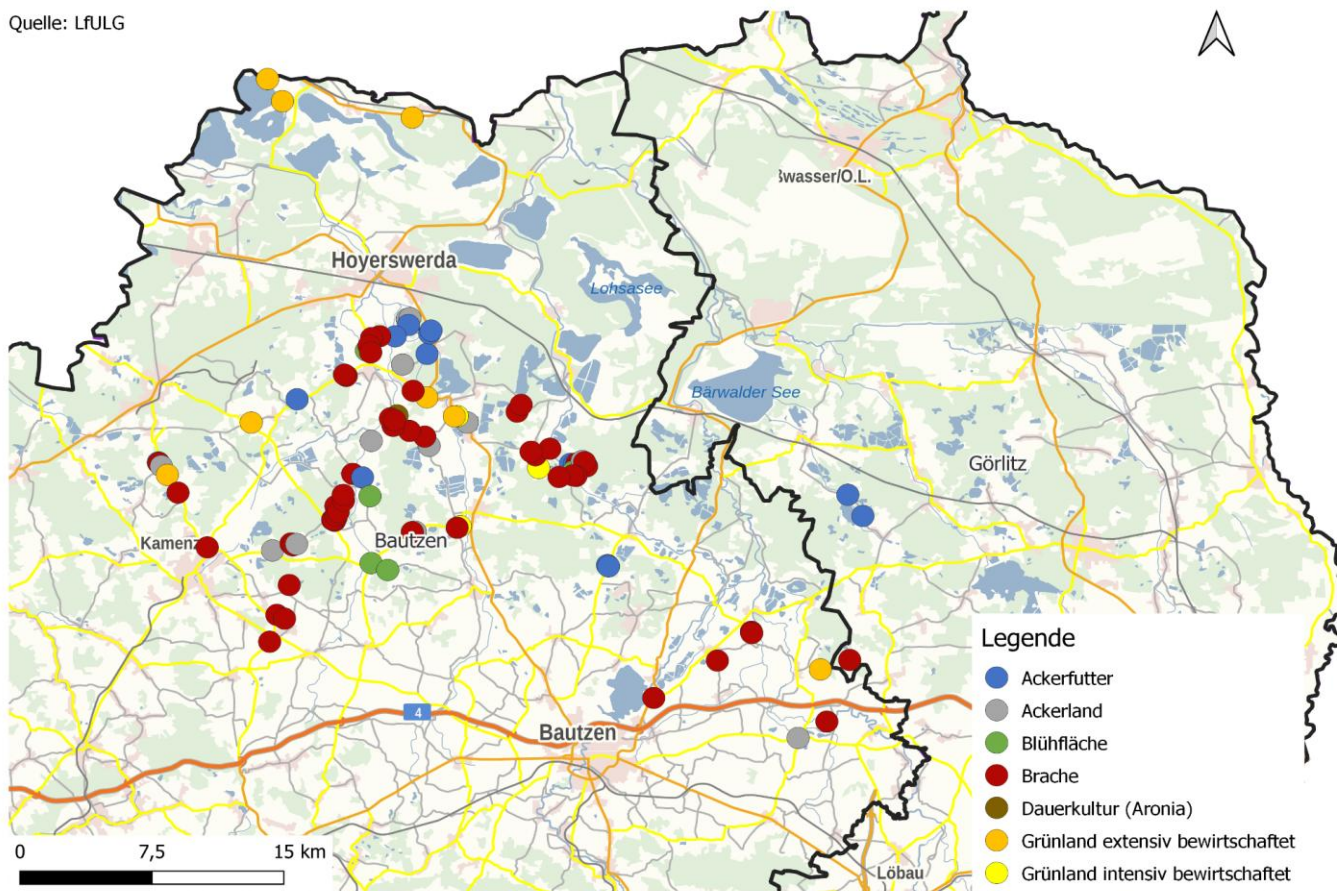 Quelle: LfULG
ßwasser/O.L.
Hoyerswerda
Lohsasee
Bärwalder See
Görlitz
Kamenz
Bautzen
Legende
Ackerfutter
Ackerland
4
Bautzen
Blühfläche
Brache
Dauerkultur (Aronia)
0 7,5 15 km
Grünland extensiv bewirtschaftet
Löbau
Grünland intensiv bewirtschaftet